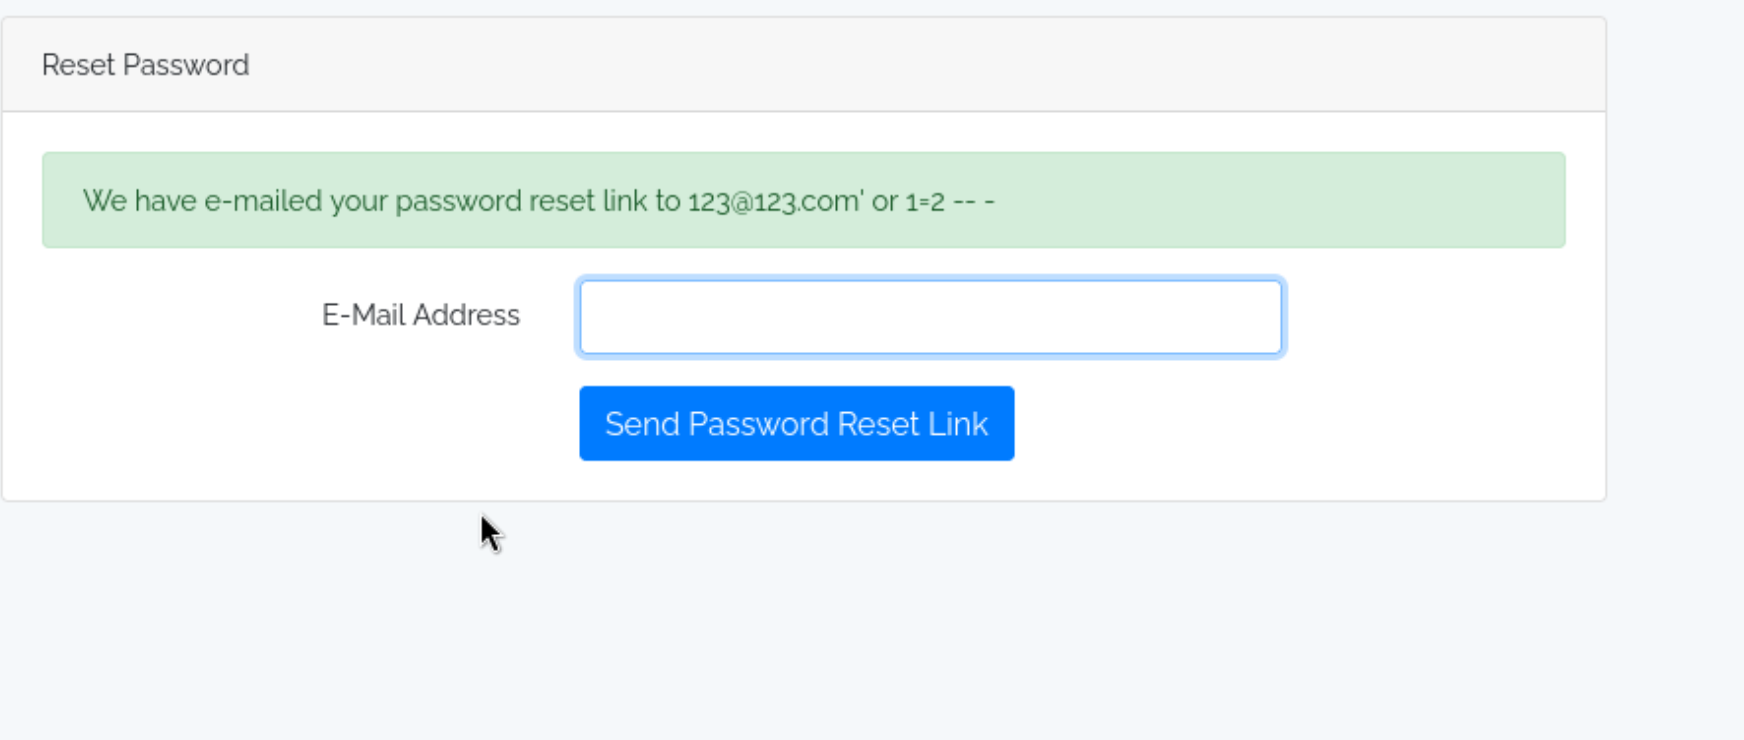 Reset Password
We have e-mailed your password reset link to 123@123.com' or 1=2 -- -
E-Mail Address
Send Password Reset Link